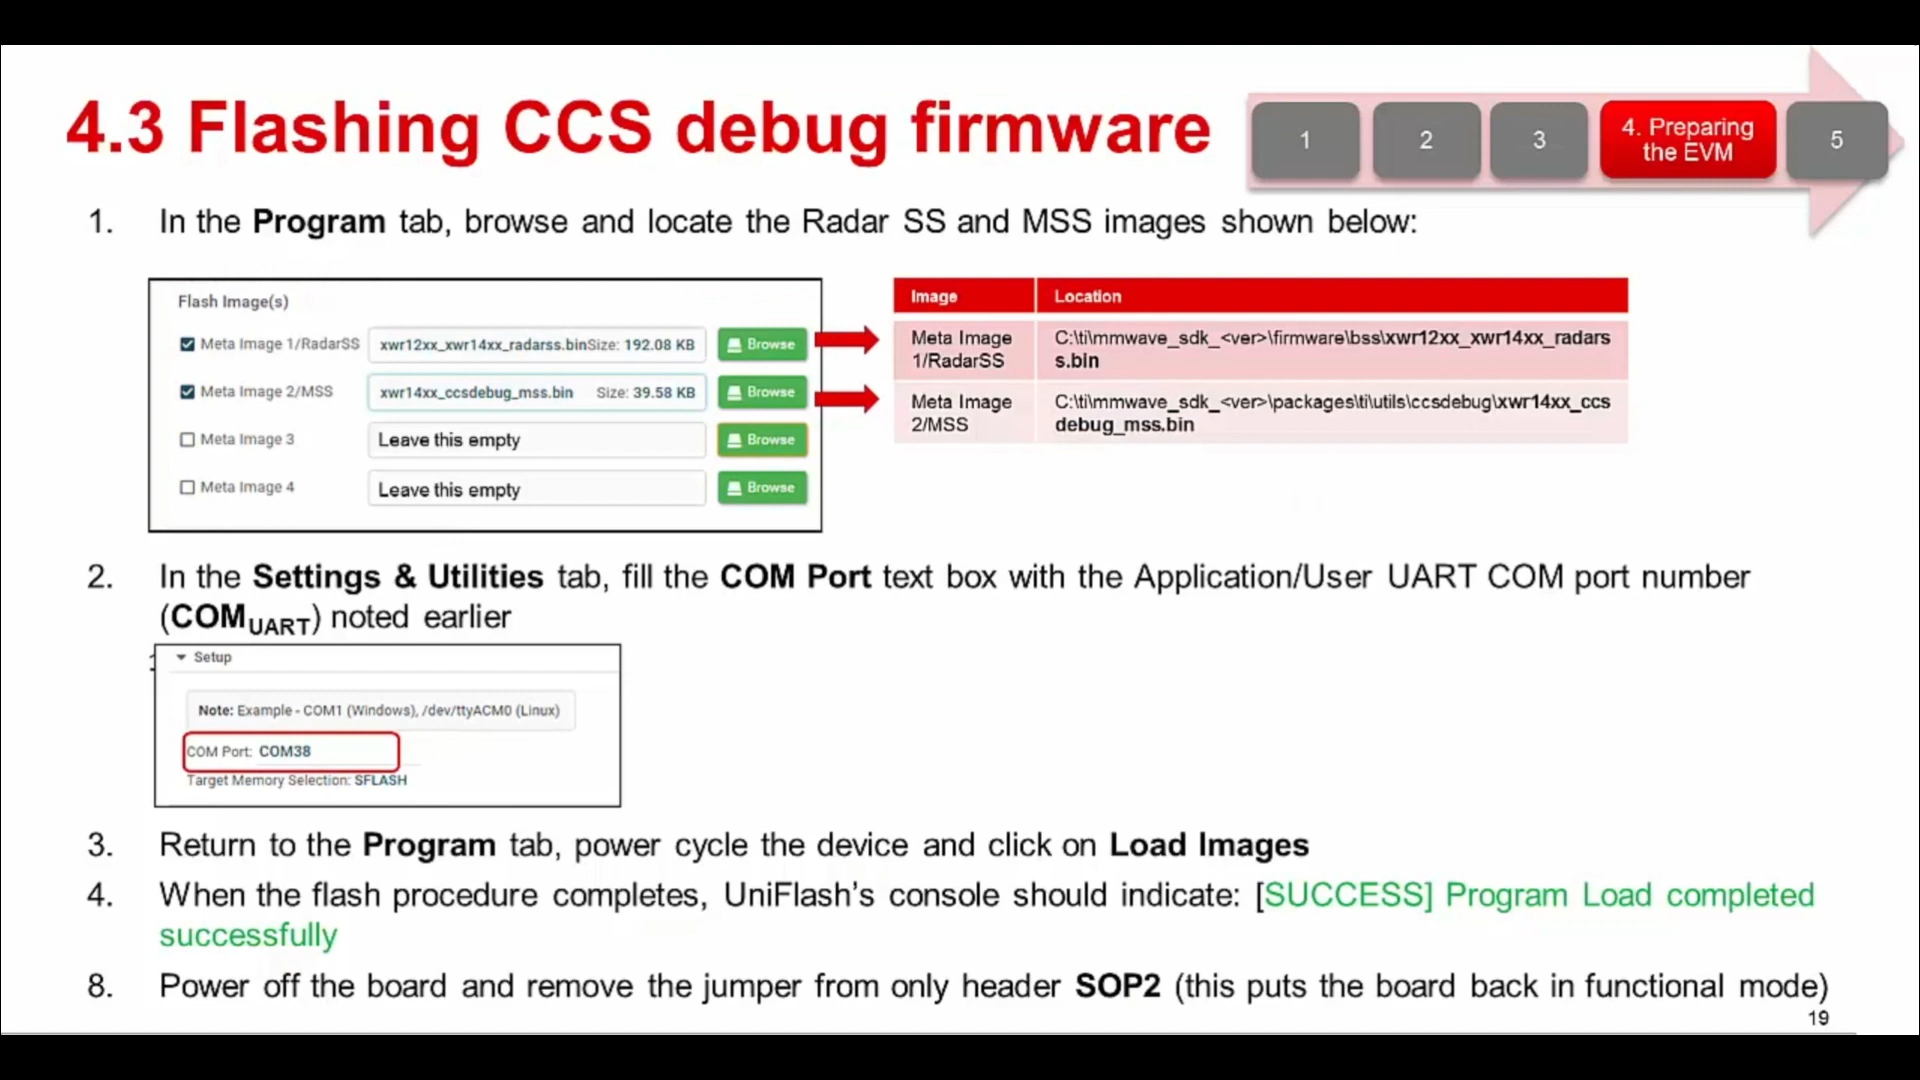 4.3 Flashing CCS debug firmware
1
2
3
4. Preparing
the EVM
5
1. In the Program tab, browse and locate the Radar SS and MSS images shown below:
Flash Image(s)
Meta Image 1/RadarSS xwr12xx_xwr14xx_radarss.binSize: 192.08 KB Browse
Meta Image 2/MSS xwr14xx_ccsdebug_mss.bin Size: 39.58 KB Browse
Meta Image 3 Leave this empty Browse
Meta Image 4 Leave this empty Browse
Image Location
Meta Image C:\ti\mmwave_sdk_<ver>\firmware\bss\xwr12xx_xwr14xx_radars
1/RadarSS s.bin
Meta Image C:\ti\mmwave_sdk_<ver>\packages\ti\utils\ccsdebug\xwr14xx_ccs
2/MSS debug_mss.bin
2. In the Settings & Utilities tab, fill the COM Port text box with the Application/User UART COM port number
(COMUART) noted earlier
Setup
Note: Example - COM1 (Windows), /dev/ttyACM0 (Linux)
COM Port: COM38
Target Memory Selection: SFLASH
3. Return to the Program tab, power cycle the device and click on Load Images
4. When the flash procedure completes, UniFlash's console should indicate: [SUCCESS] Program Load completed
successfully
8. Power off the board and remove the jumper from only header SOP2 (this puts the board back in functional mode)
19